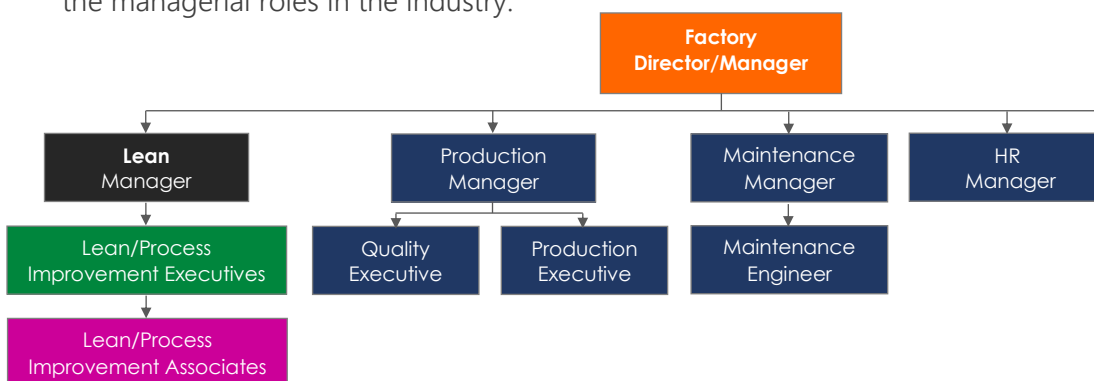 the managerial roles in the industry.
Factory
Director/Manager
Lean
Manager
Production
Manager
Maintenance
Manager
HR
Manager
Lean/Process
Improvement Executives
Quality
Executive
Production
Executive
Maintenance
Engineer
Lean/Process
Improvement Associates